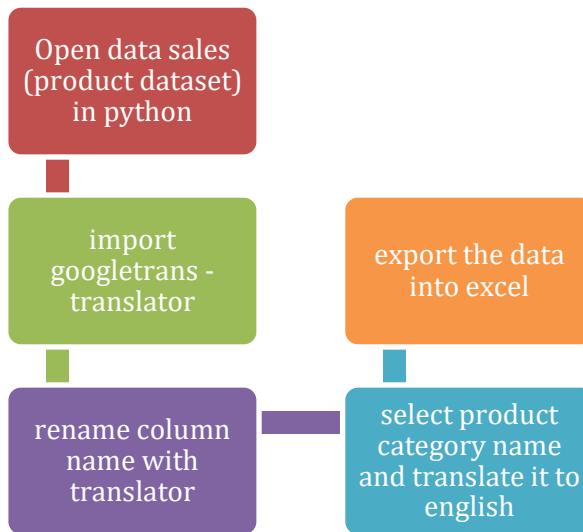 Open data sales
(product dataset)
in python
import
googletrans -
translator
rename column
name with
translator
select product
category name
and translate it to
english
export the data
into excel